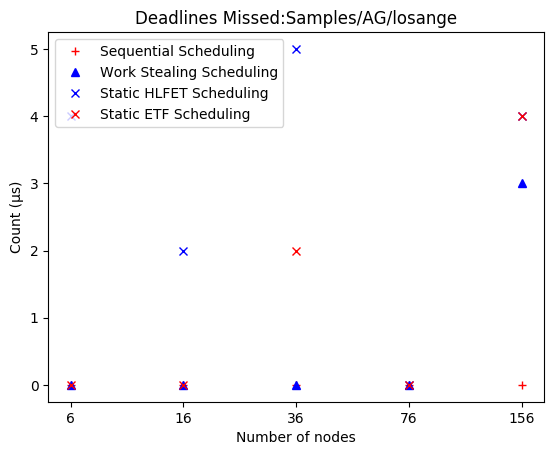 Deadlines Missed:Samples/AG/losange
5
Sequential Scheduling
Work Stealing Scheduling
Static HLFET Scheduling
Static ETF Scheduling
4
3
2
1
0
Count (µs)
6 16 36 76 156
Number of nodes